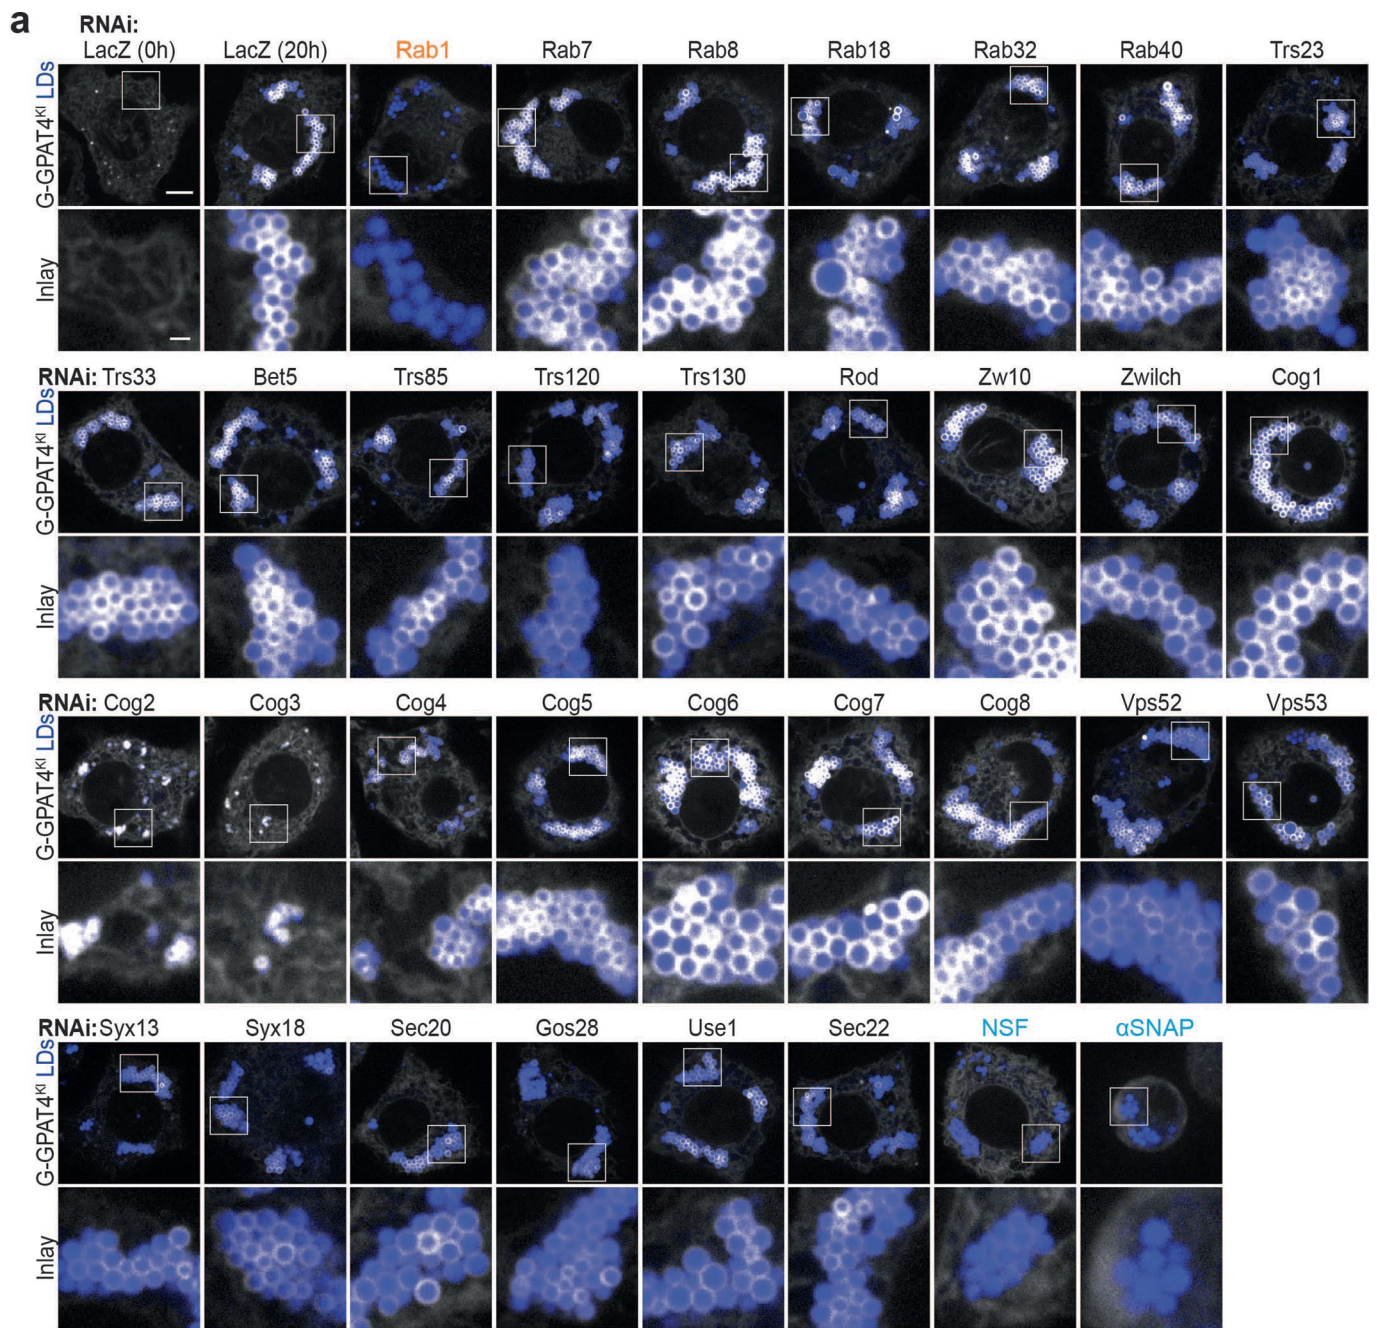 a
RNAi:
LacZ (0h) LacZ (20h) Rab1 Rab7 Rab8 Rab18 Rab32 Rab40 Trs23
G-GPAT4KI LDs
Inlay
RNAi: Trs33 Bet5 Trs85 Trs120 Trs130 Rod Zw10 Zwilch Cog1
G-GPAT4KI LDs
Inlay
RNAi: Cog2 Cog3 Cog4 Cog5 Cog6 Cog7 Cog8 Vps52 Vps53
G-GPAT4KI LDs
Inlay
RNAi: Syx13 Syx18 Sec20 Gos28 Use1 Sec22 NSF αSNAP
G-GPAT4KI LDs
Inlay